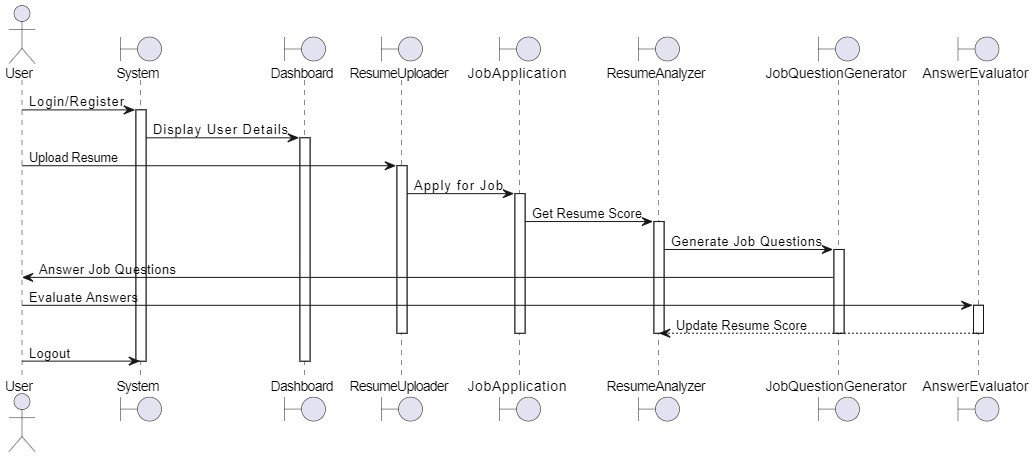 User System Dashboard ResumeUploader JobApplication ResumeAnalyzer JobQuestionGenerator AnswerEvaluator
Login/Register
Display User Details
Upload Resume
Apply for Job
Get Resume Score
Generate Job Questions
Answer Job Questions
Evaluate Answers
Update Resume Score
Logout
User System Dashboard ResumeUploader JobApplication ResumeAnalyzer JobQuestionGenerator AnswerEvaluator